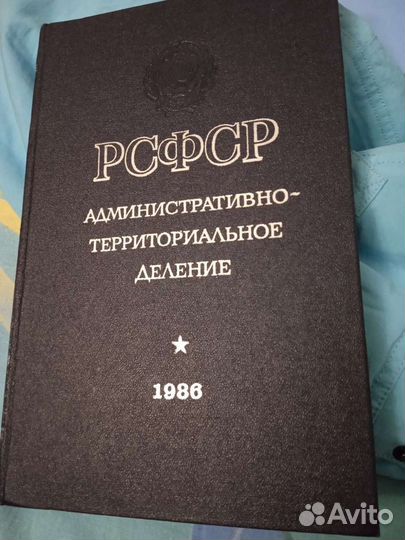 РСФСР
АДМИНИСТРАТИВНО-
ТЕРРИТОРИАЛЬНОЕ
ДЕЛЕНИЕ
1986
Avito